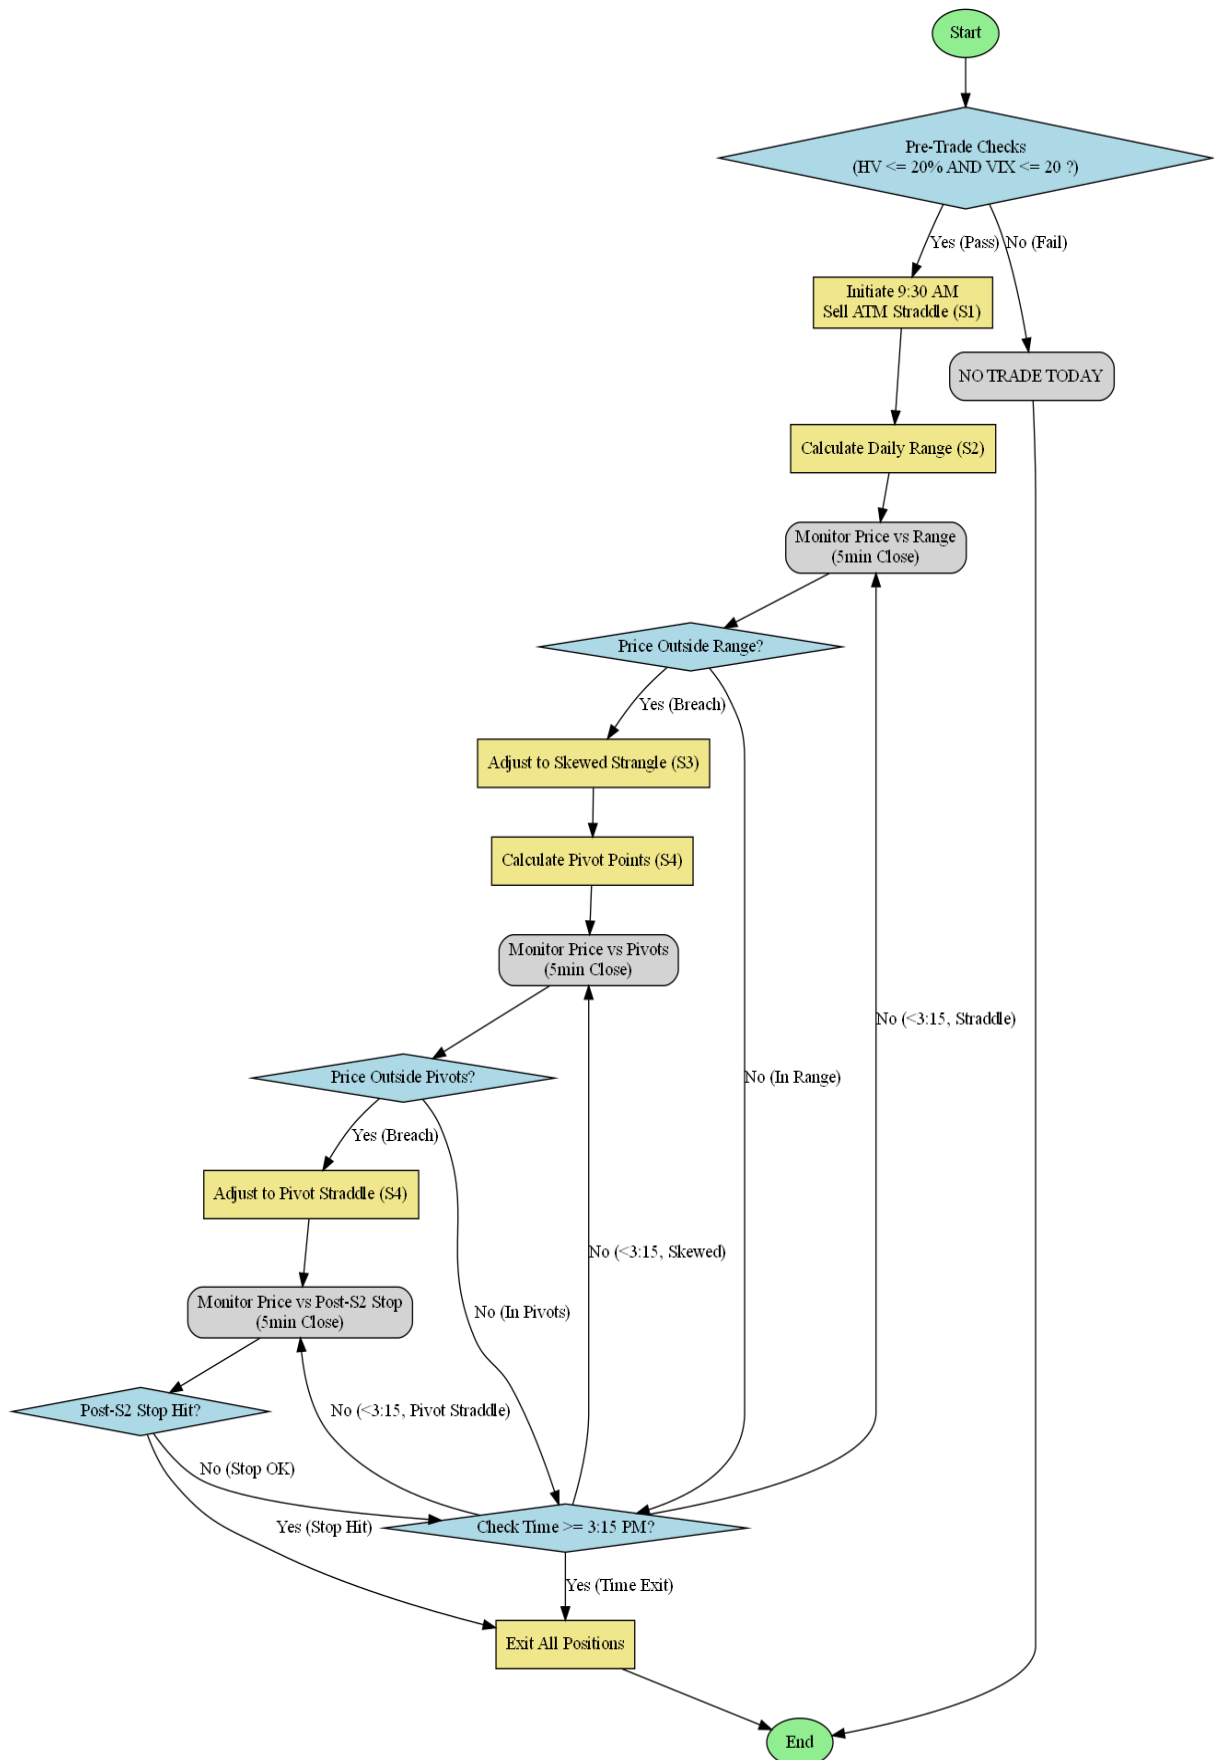 Start
Pre-Trade Checks
(HV <= 20% AND VIX <= 20 ?)
Yes (Pass)
No (Fail)
Initiate 9:30 AM
Sell ATM Straddle (S1)
NO TRADE TODAY
Calculate Daily Range (S2)
Monitor Price vs Range
(5min Close)
Price Outside Range?
Yes (Breach)
Adjust to Skewed Strangle (S3)
Calculate Pivot Points (S4)
Monitor Price vs Pivots
(5min Close)
No (<3:15, Straddle)
Price Outside Pivots?
No (In Range)
Yes (Breach)
Adjust to Pivot Straddle (S4)
No (<3:15, Skewed)
Monitor Price vs Post-S2 Stop
(5min Close)
No (In Pivots)
Post-S2 Stop Hit?
No (<3:15, Pivot Straddle)
No (Stop OK)
Yes (Stop Hit)
Check Time >= 3:15 PM?
Yes (Time Exit)
Exit All Positions
End